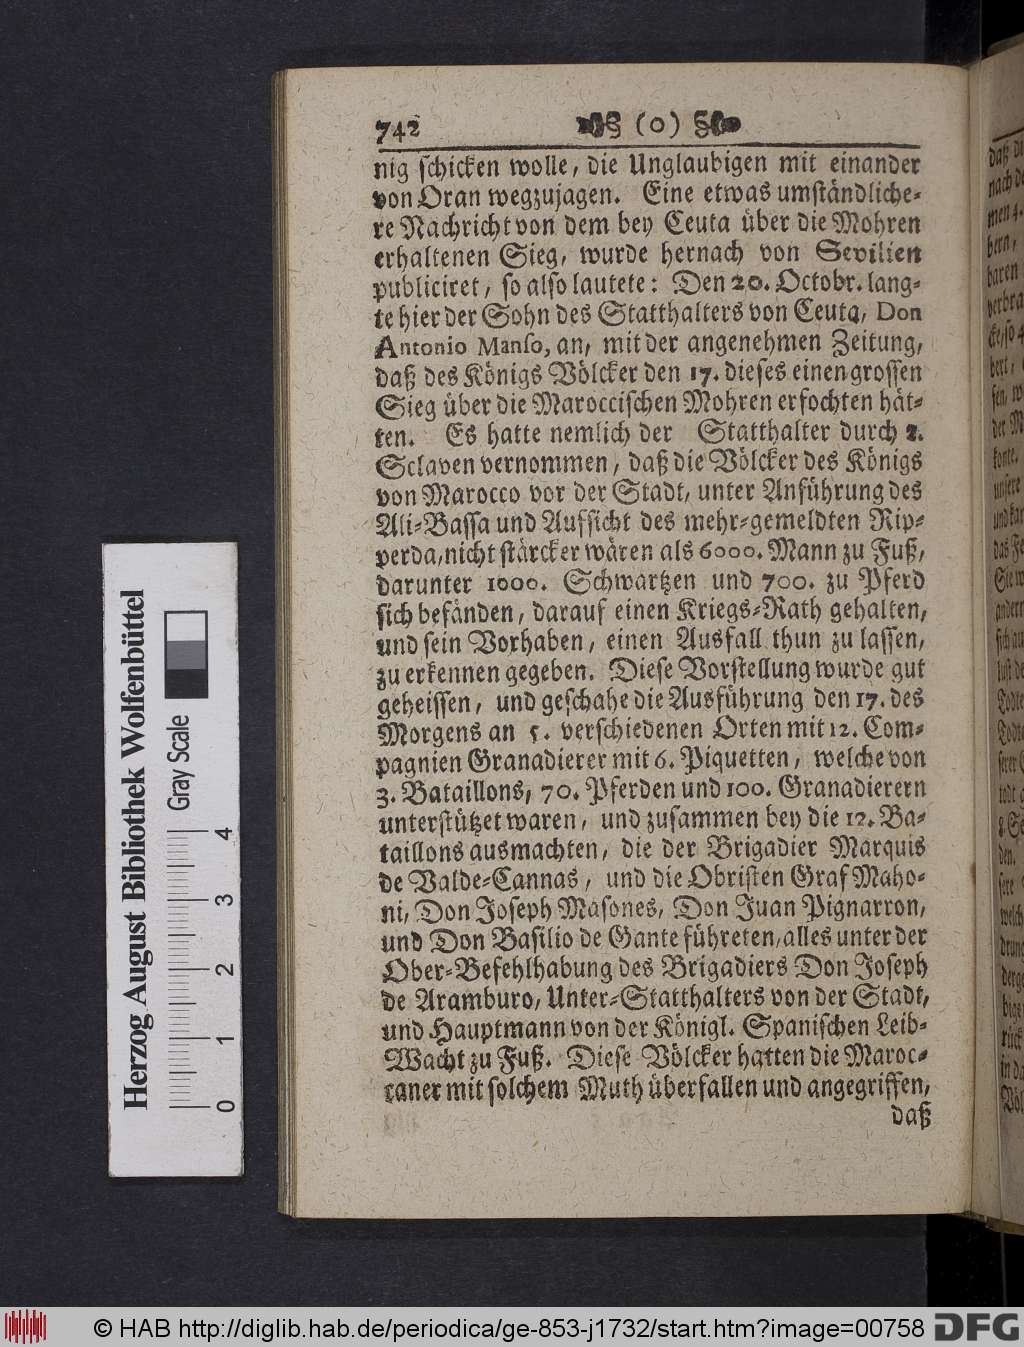 742 (o)
nig schicken wolle, die Unglaubigen mit einander
von Oran wegzujagen. Eine etwas umständliche-
re Nachricht von dem bey Ceuta über die Mohren
erhaltenen Sieg, wurde hernach von Sevilien
publiciret, so also lautete: Den 20. Octobr. lang-
te hier der Sohn des Statthalters von Ceuta, Don
Antonio Manso, an, mit der angenehmen Zeitung,
daß des Königs Völcker den 17. dieses einen grossen
Sieg über die Maroccischen Mohren erfochten hät-
ten. Es hatte nemlich der Statthalter durch 2.
Sclaven vernommen, daß die Völcker des Königs
von Marocco vor der Stadt, unter Anführung des
Ali-Bassa und Aufsicht des mehr-gemeldten Rip-
perda, nicht stärcker wären als 6000. Mann zu Fuß,
darunter 1000. Schwartzen und 700. zu Pferd
sich befänden, darauf einen Kriegs-Rath gehalten,
und sein Vorhaben, einen Ausfall thun zu lassen,
zu erkennen gegeben. Diese Vorstellung wurde gut
geheissen, und geschahe die Ausführung den 17. des
Morgens an 5. verschiedenen Orten mit 12. Com-
pagnien Granadierer mit 6. Piquetten, welche von
3. Bataillons, 70. Pferden und 100. Granadierern
unterstützet waren, und zusammen bey die 12. Ba-
taillons ausmachten, die der Brigadier Marquis
de Valde-Cannas, und die Obristen Graf Maho-
ni, Don Joseph Masones, Don Juan Pignarron,
und Don Basilio de Gante führeten, alles unter der
Ober-Befehlhabung des Brigadiers Don Joseph
de Aramburo, Unter-Statthalters von der Stadt,
und Hauptmann von der Königl. Spanischen Leib-
Wacht zu Fuß. Diese Völcker hatten die Maroc-
caner mit solchem Muth überfallen und angegriffen,
daß
Herzog August Bibliothek Wolfenbüttel
Gray Scale
0 1 2 3 4
© HAB http://diglib.hab.de/periodica/ge-853-j1732/start.htm?image=00758
DFG